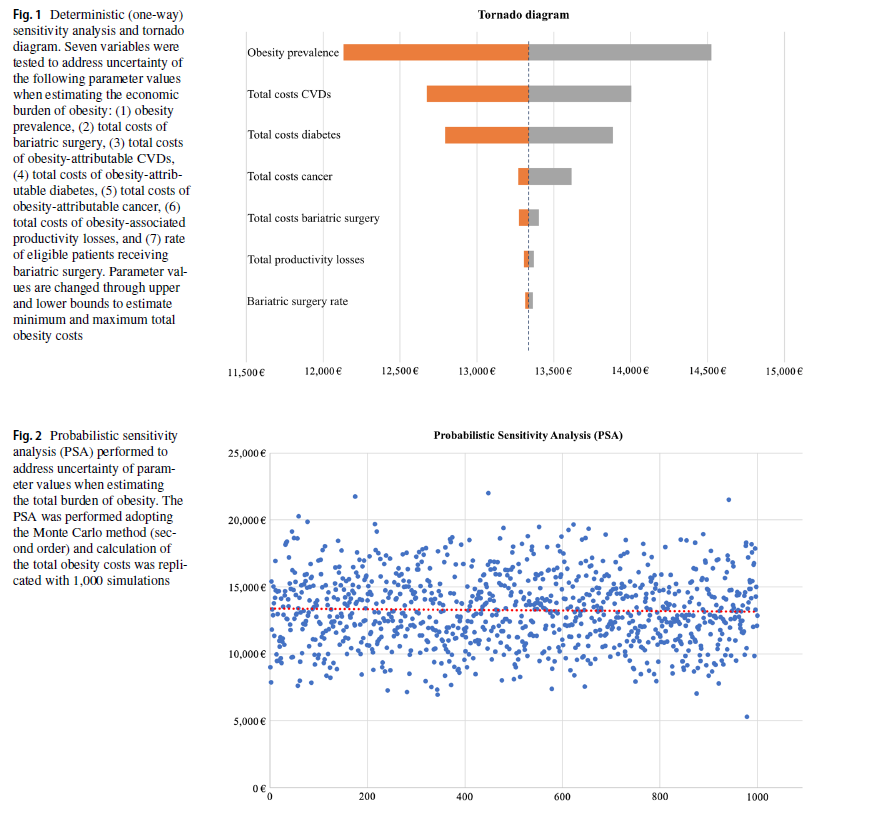 Fig. 1 Deterministic (one-way)
sensitivity analysis and tornado
diagram. Seven variables were
tested to address uncertainty of
the following parameter values
when estimating the economic
burden of obesity: (1) obesity
prevalence, (2) total costs of
bariatric surgery, (3) total costs
of obesity-attributable CVDs,
(4) total costs of obesity-attrib-
utable diabetes, (5) total costs of
obesity-attributable cancer, (6)
total costs of obesity-associated
productivity losses, and (7) rate
of eligible patients receiving
bariatric surgery. Parameter val-
ues are changed through upper
and lower bounds to estimate
minimum and maximum total
obesity costs
Tornado diagram
Obesity prevalence
Total costs CVDs
Total costs diabetes
Total costs cancer
Total costs bariatric surgery
Total productivity losses
Bariatric surgery rate
11,500 € 12,000 € 12,500 € 13,000 € 13,500 € 14,000 € 14,500 € 15,000 €
Fig. 2 Probabilistic sensitivity
analysis (PSA) performed to
address uncertainty of param-
eter values when estimating
the total burden of obesity. The
PSA was performed adopting
the Monte Carlo method (sec-
ond order) and calculation of
the total obesity costs was repli-
cated with 1,000 simulations
Probabilistic Sensitivity Analysis (PSA)
25,000 €
20,000 €
15,000 €
10,000 €
5,000 €
0 €
0 200 400 600 800 1000